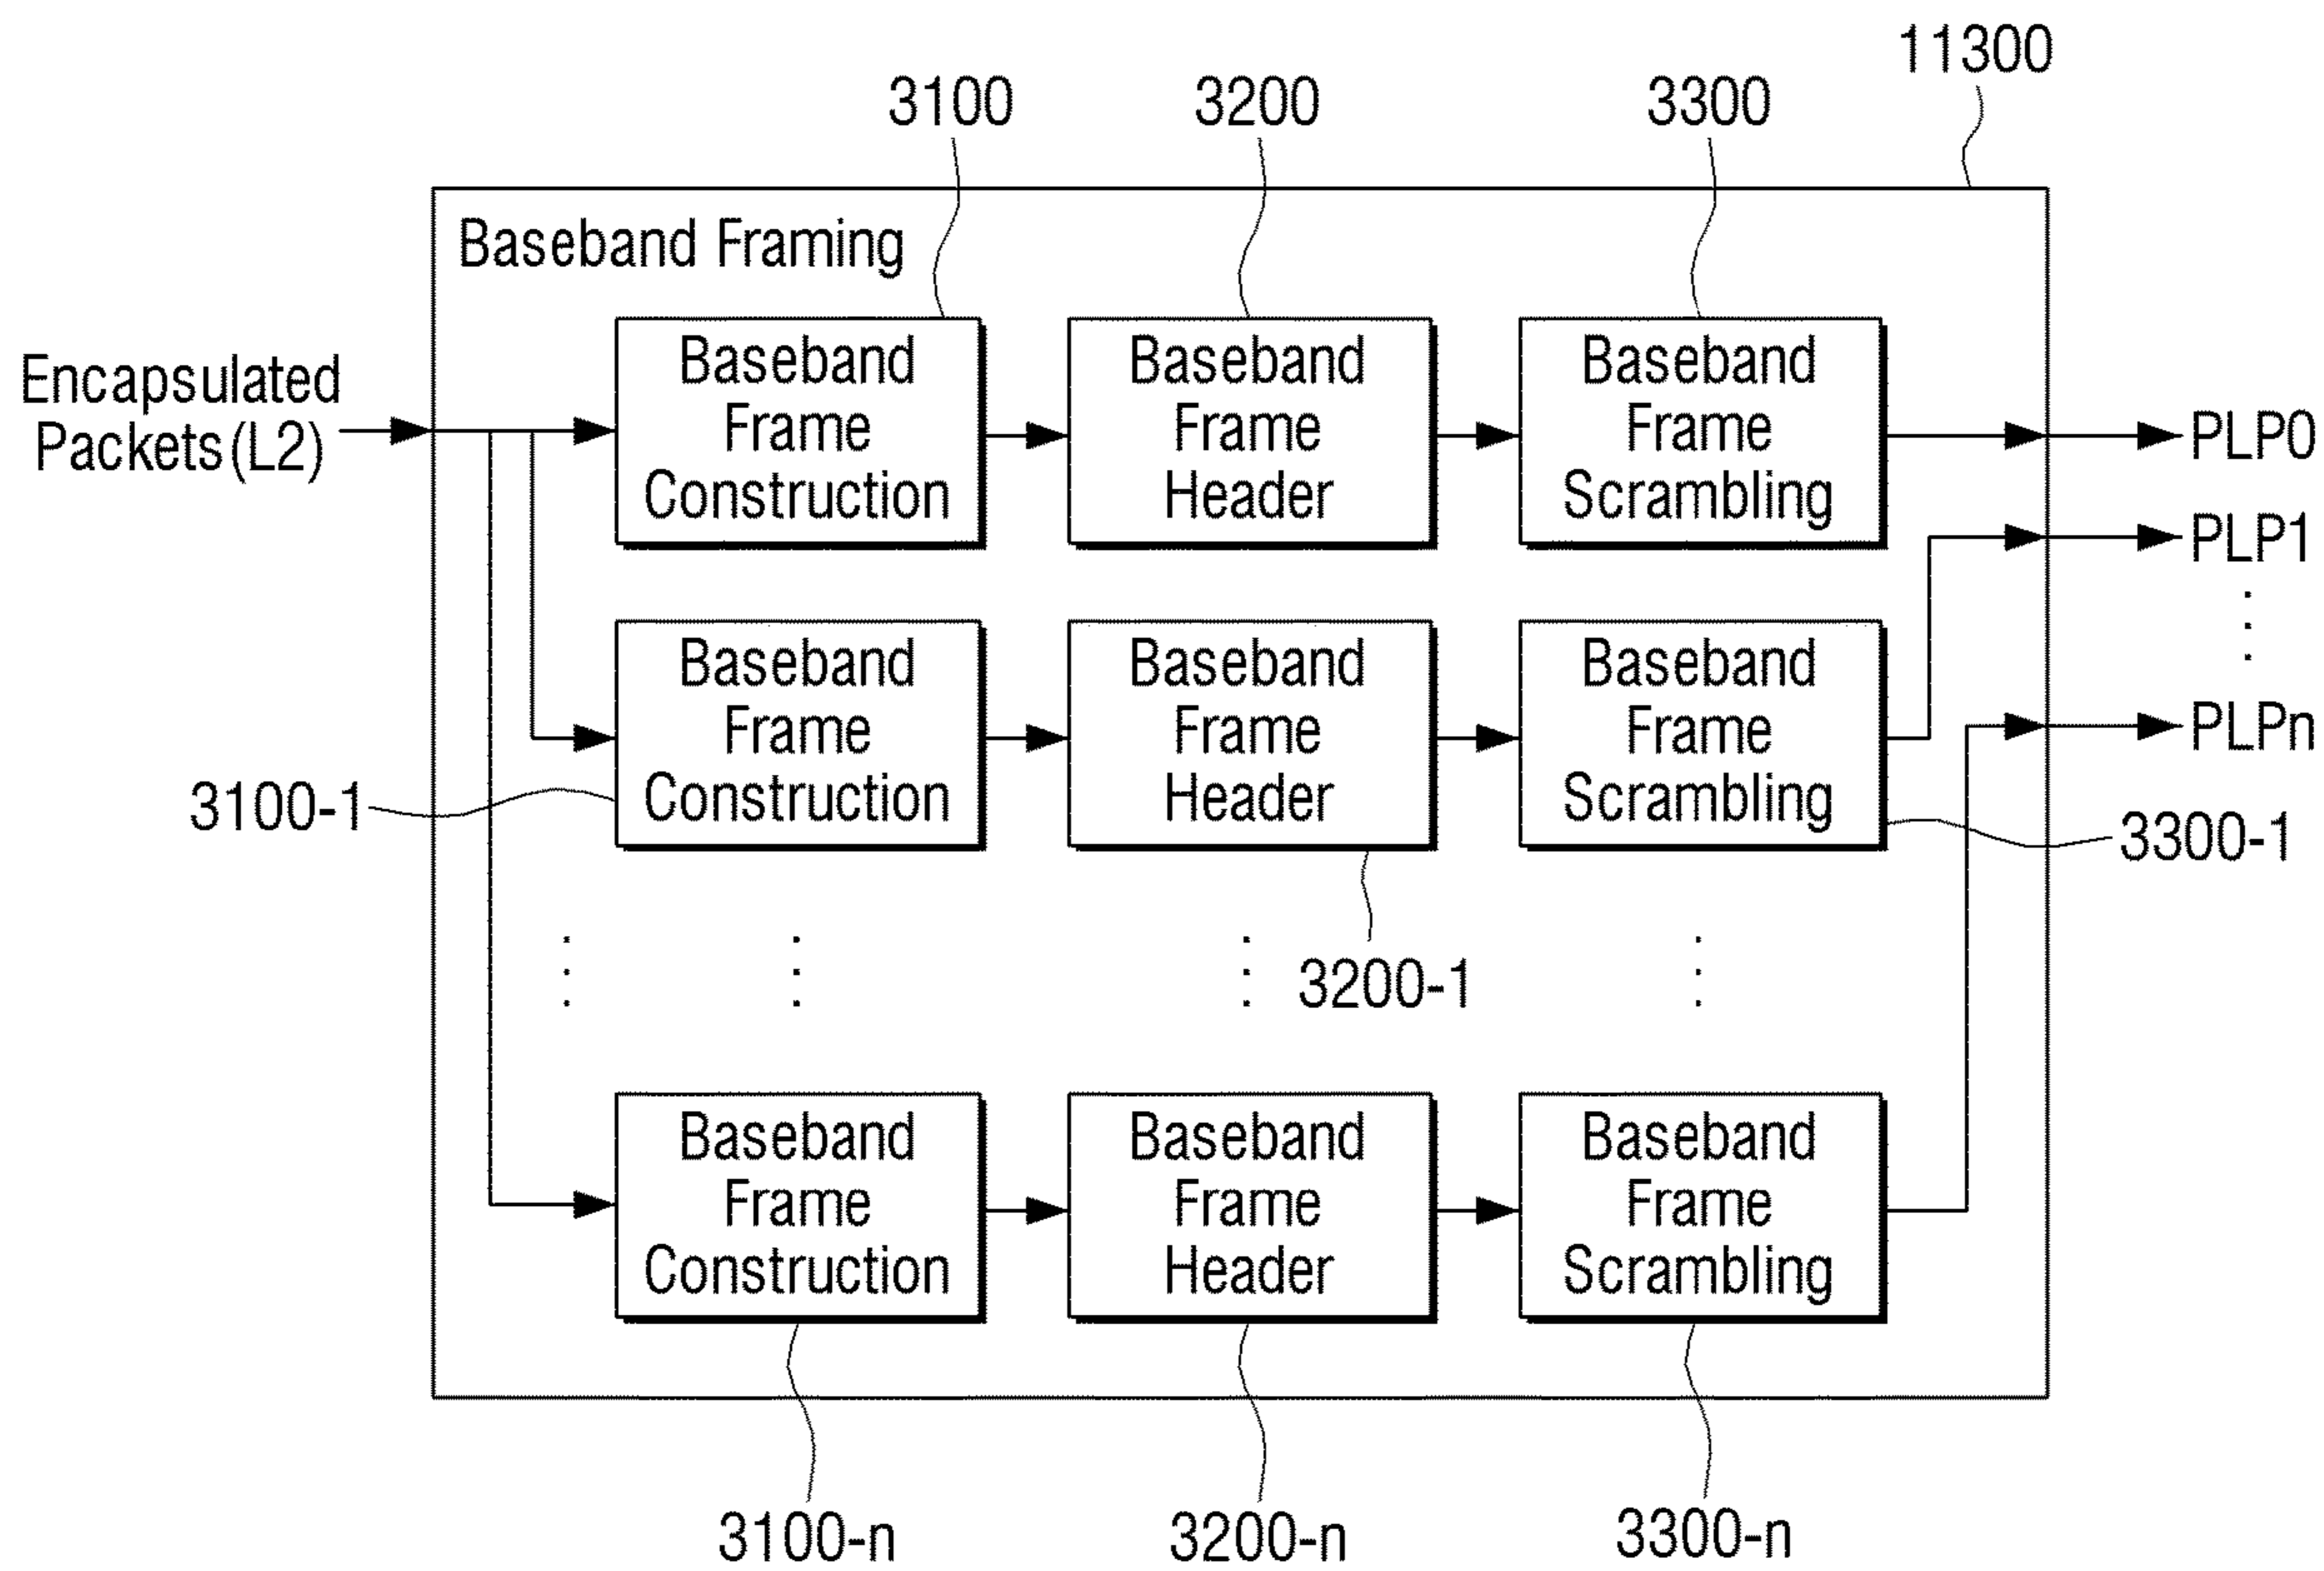 11300
3100
3200
3300
Baseband Framing
Encapsulated
Packets(L2)
Baseband
Frame
Construction
Baseband
Frame
Header
Baseband
Frame
Scrambling
PLP0
PLP1
PLPn
Baseband
Frame
Construction
Baseband
Frame
Header
Baseband
Frame
Scrambling
3100-1
3200-1
3300-1
Baseband
Frame
Construction
Baseband
Frame
Header
Baseband
Frame
Scrambling
3100-n
3200-n
3300-n